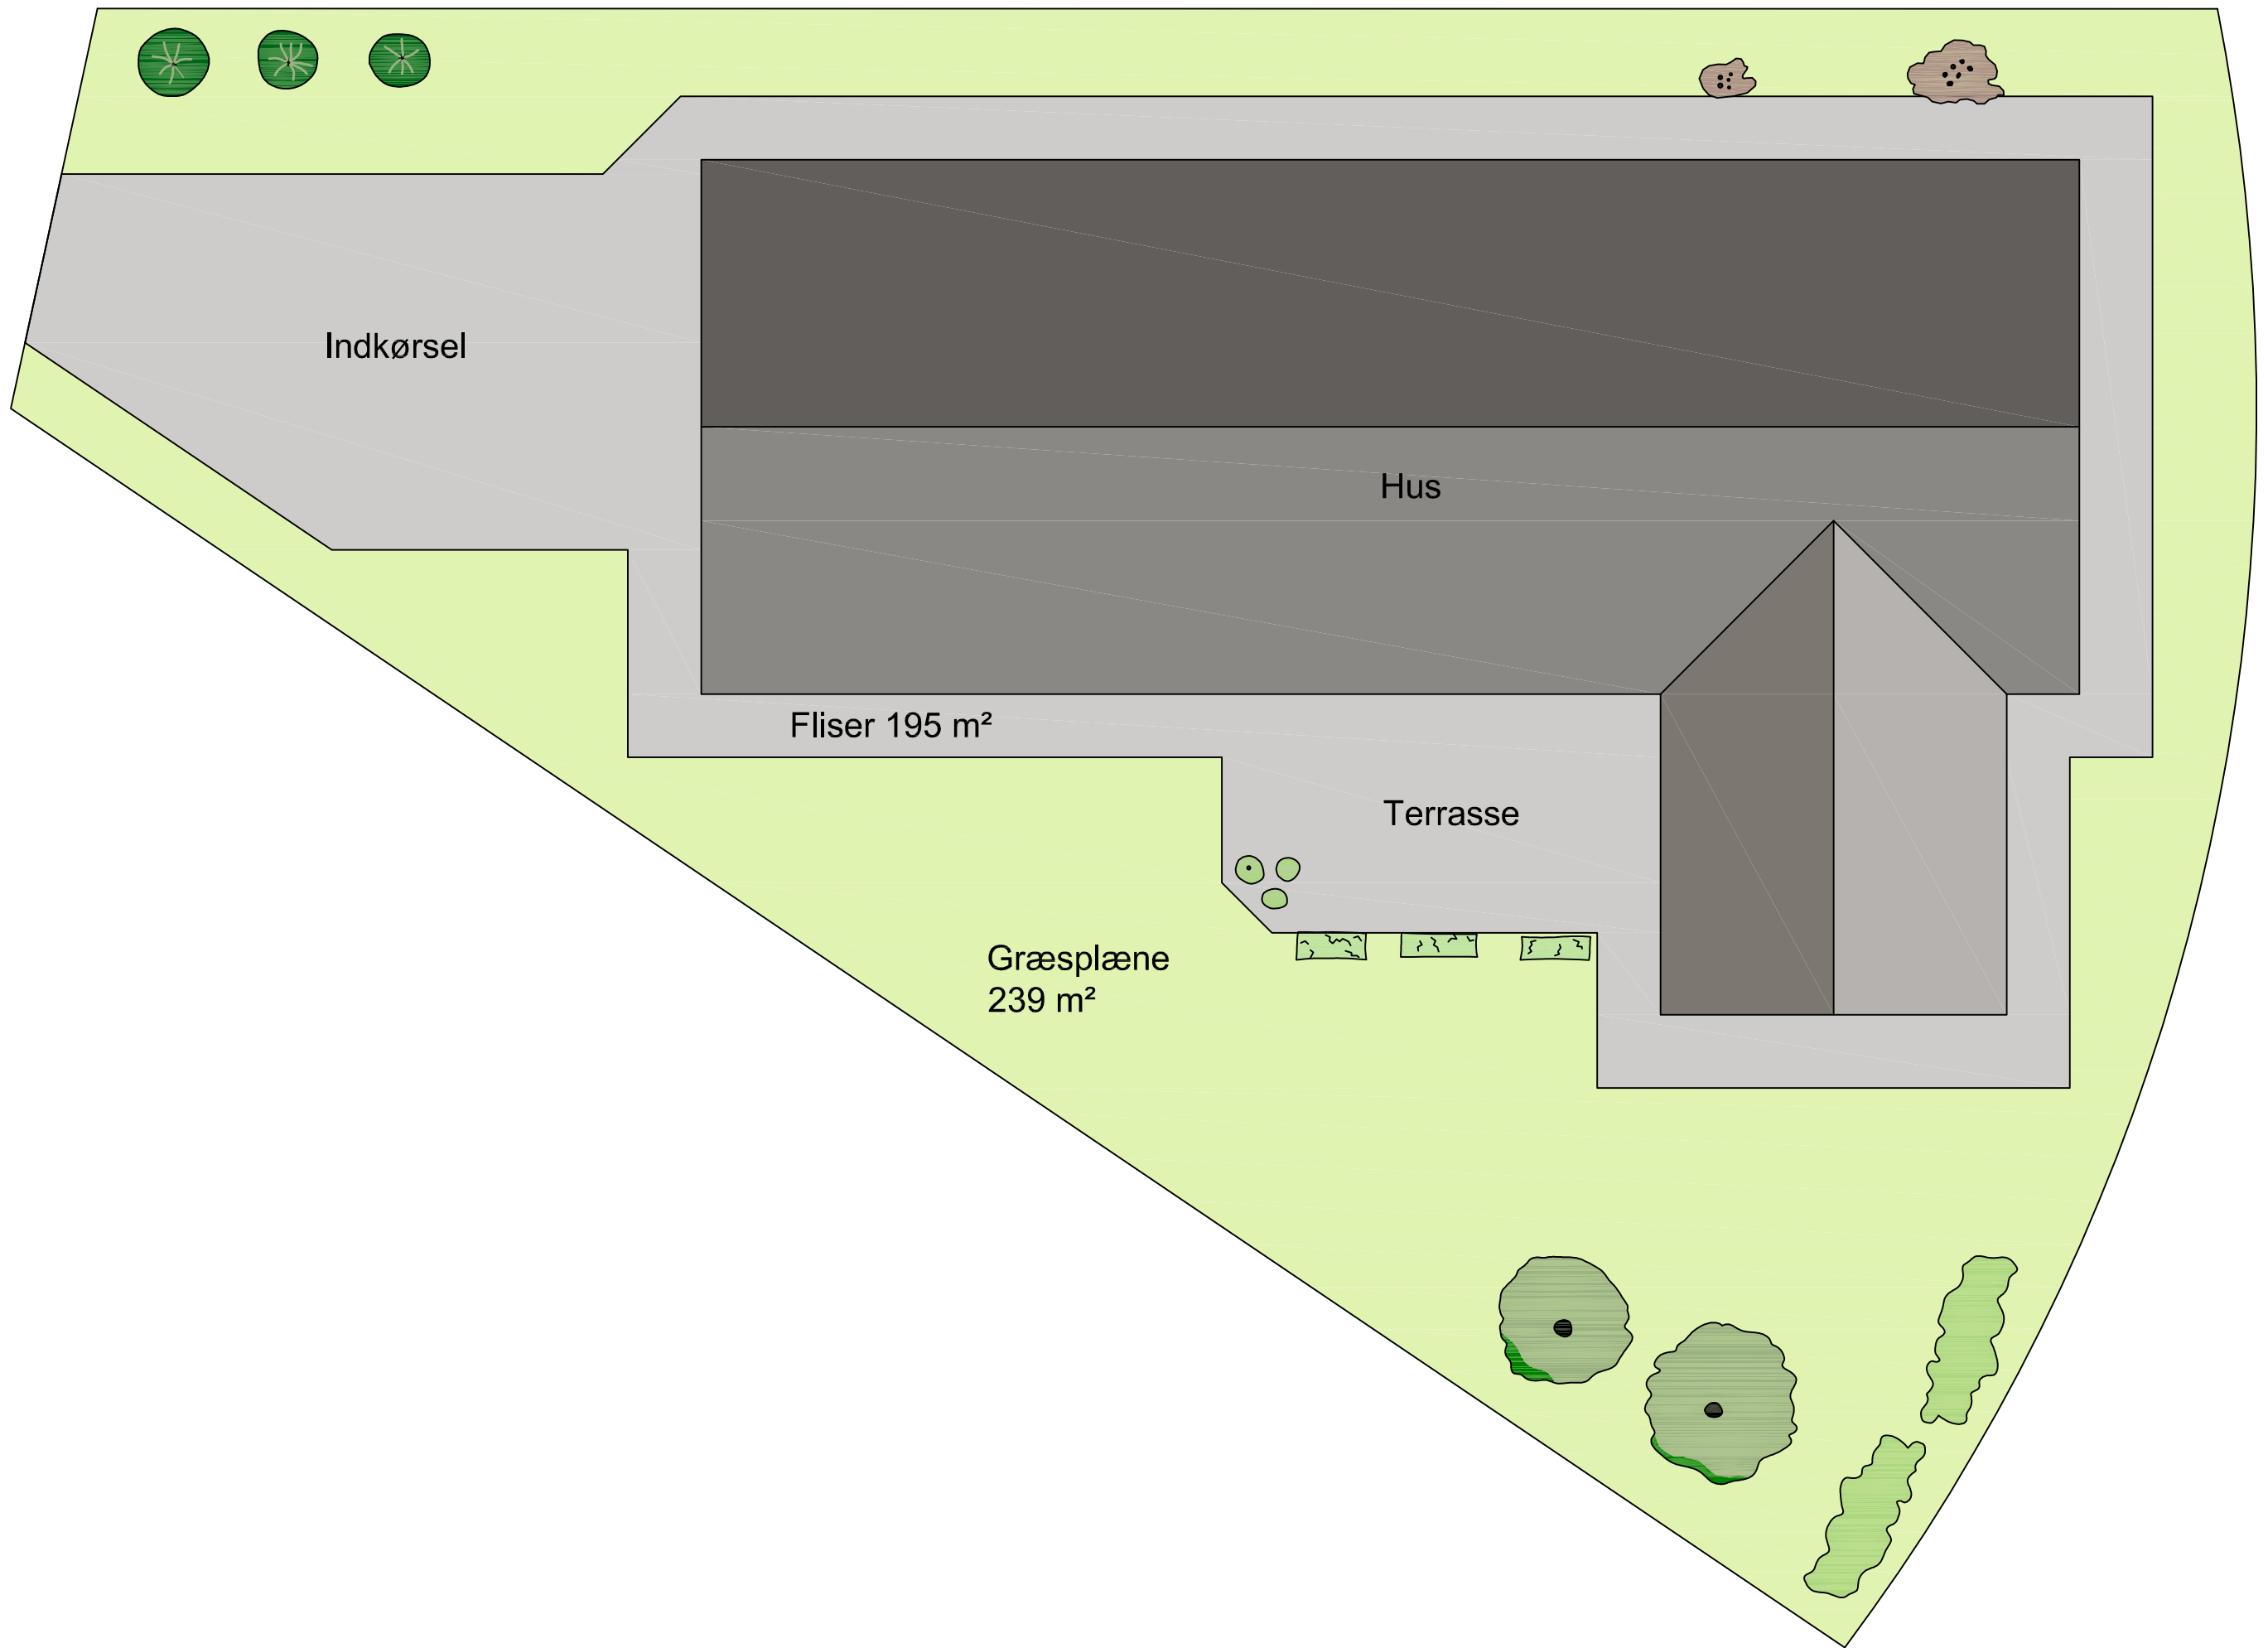 Indkørsel
Hus
Fliser 195 m²
Terrasse
Græsplæne
239 m²